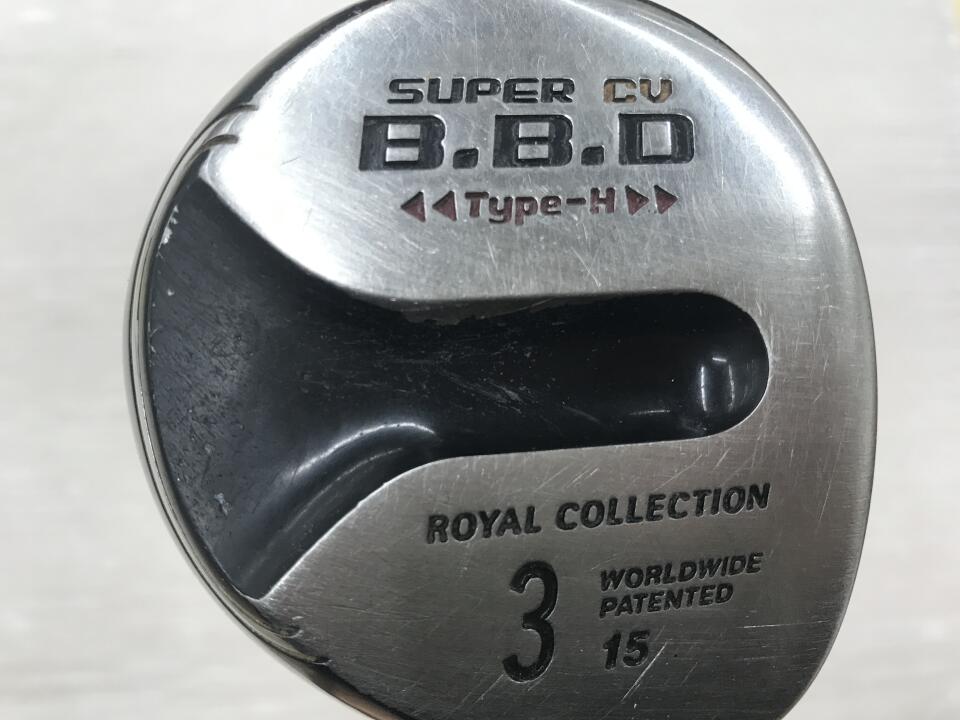 SUPER CV
B.B.D
Type-H
ROYAL COLLECTION
3
WORLDWIDE
PATENTED
15